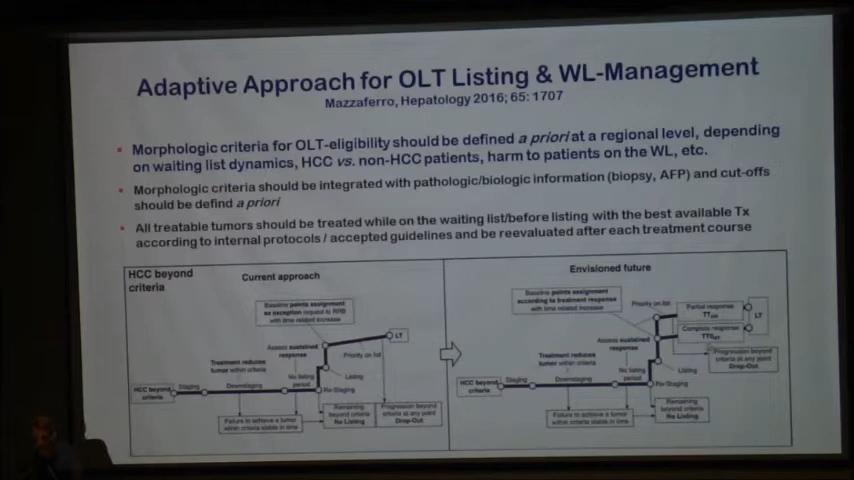 Adaptive Approach for OLT Listing & WL-Management
Mazzaferro, Hepatology 2016; 65: 1707
Morphologic criteria for OLT-eligibility should be defined a priori at a regional level, depending
on waiting list dynamics, HCC vs. non-HCC patients, harm to patients on the WL, etc.
Morphologic criteria should be integrated with pathologic/biologic information (biopsy, AFP) and cut-offs
should be defind a priori
All treatable tumors should be treated while on the waiting list/before listing with the best available Tx
according to internal protocols / accepted guidelines and be reevaluated after each treatment course
HCC beyond
criteria
Current approach
Baseline points assignment
as exception request to RRB
with time related increase
LT
Assess sustained
response
Priority on list
Treatment reduces
tumor within criteria
No listing
period
Listing
HCC beyond
criteria
Staging
Downstaging
Re-Staging
Failure to achieve a tumor
within criteria stable in time
Remaining
beyond criteria
No Listing
Progression beyond
criteria at any point
Drop-Out
Envisioned future
Baseline points assignment
according to treatment response
with time related increase
Priority on list
Partial response
Complete response
LT
Assess sustained
response
Progression beyond
criteria at any point
Drop-Out
Treatment reduces
tumor within criteria
No listing
period
Listing
HCC beyond
criteria
Staging
Downstaging
Re-Staging
Failure to achieve a tumor
within criteria stable in time
Remaining
beyond criteria
No Listing